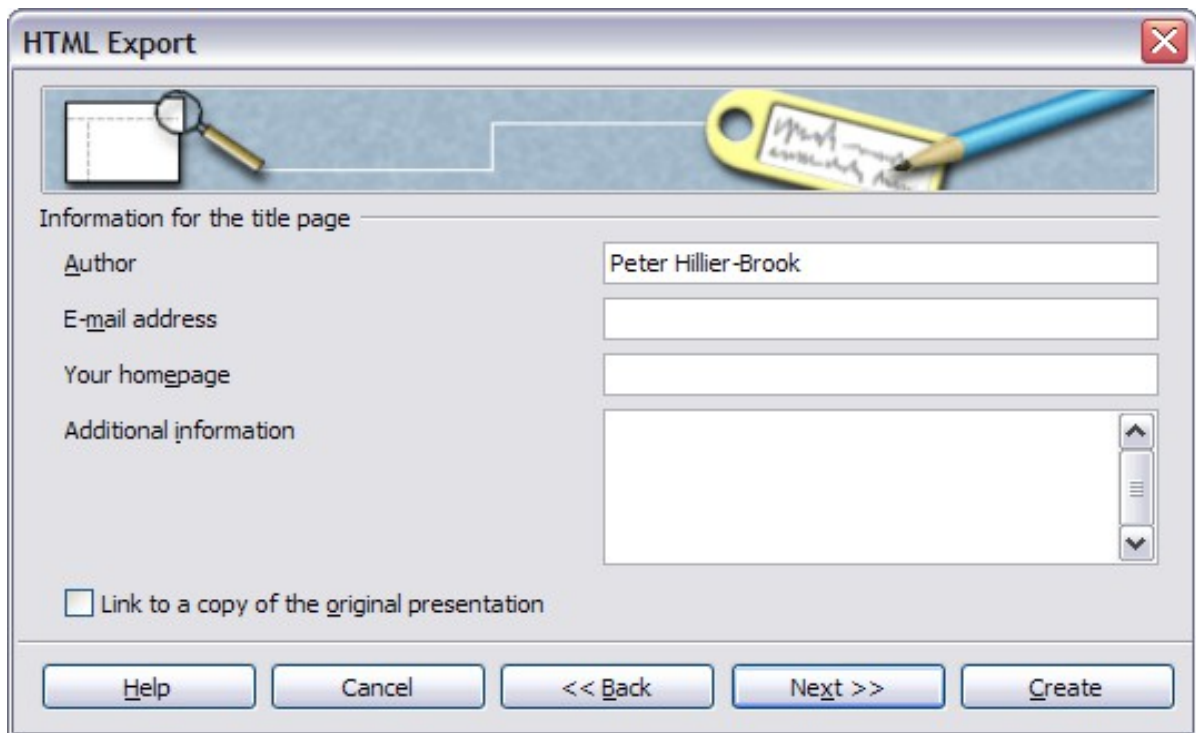 HTML Export
Information for the title page
Author
Peter Hillier-Brook
E-mail address
Your homepage
Additional information
Link to a copy of the original presentation
Help
Cancel
<< Back
Next >>
Create